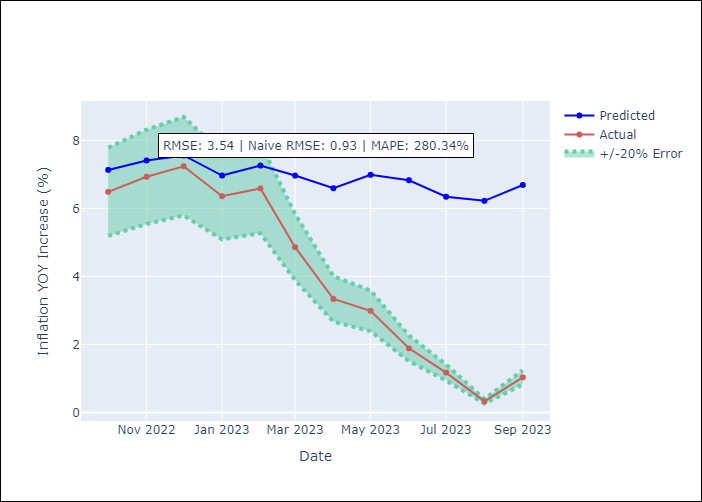 Predicted
Actual
+/-20% Error
RMSE: 3.54 | Naive RMSE: 0.93 | MAPE: 280.34%
8
6
4
2
0
Inflation YOY Increase (%)
Nov 2022
Jan 2023
Mar 2023
May 2023
Jul 2023
Sep 2023
Date